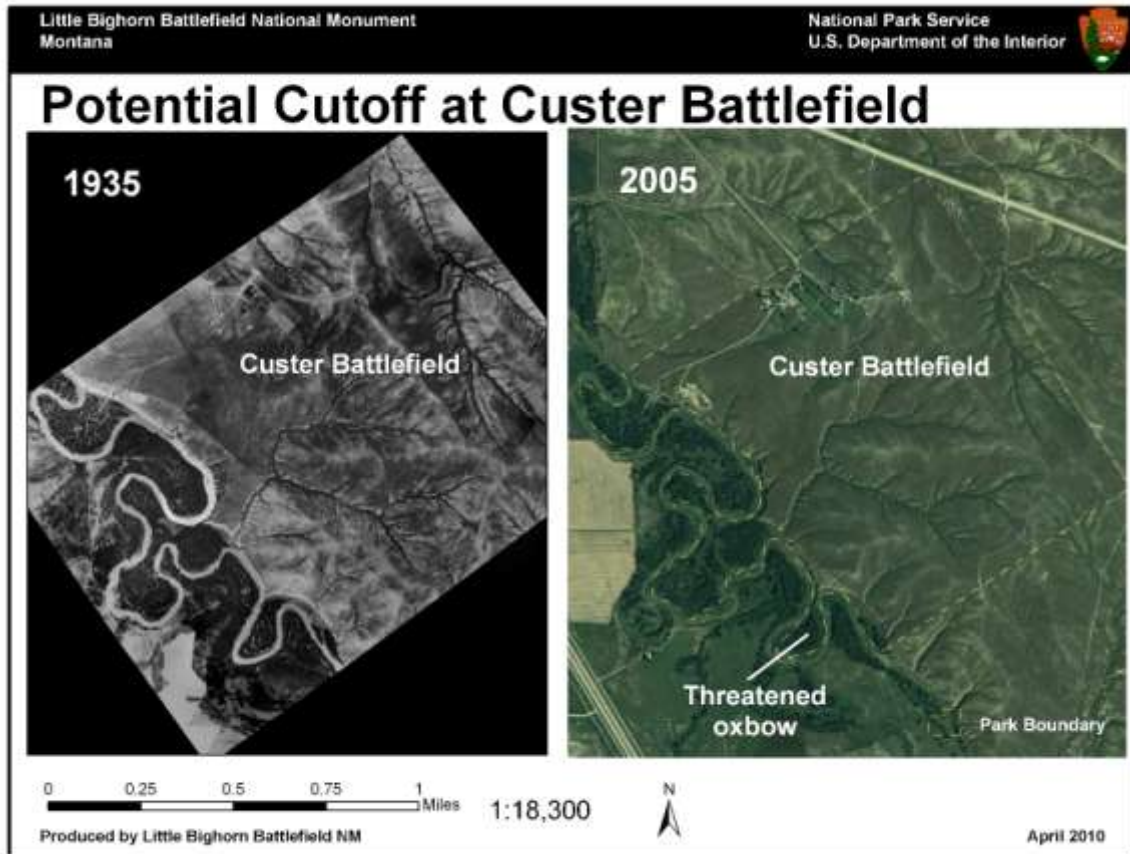 Little Bighorn Battlefield National Monument
Montana
National Park Service
U.S. Department of the Interior
Potential Cutoff at Custer Battlefield
1935
Custer Battlefield
2005
Custer Battlefield
Threatened
oxbow
Park Boundary
0 0.25 0.5 0.75 1
Miles
1:18,300
N
Produced by Little Bighorn Battlefield NM
April 2010